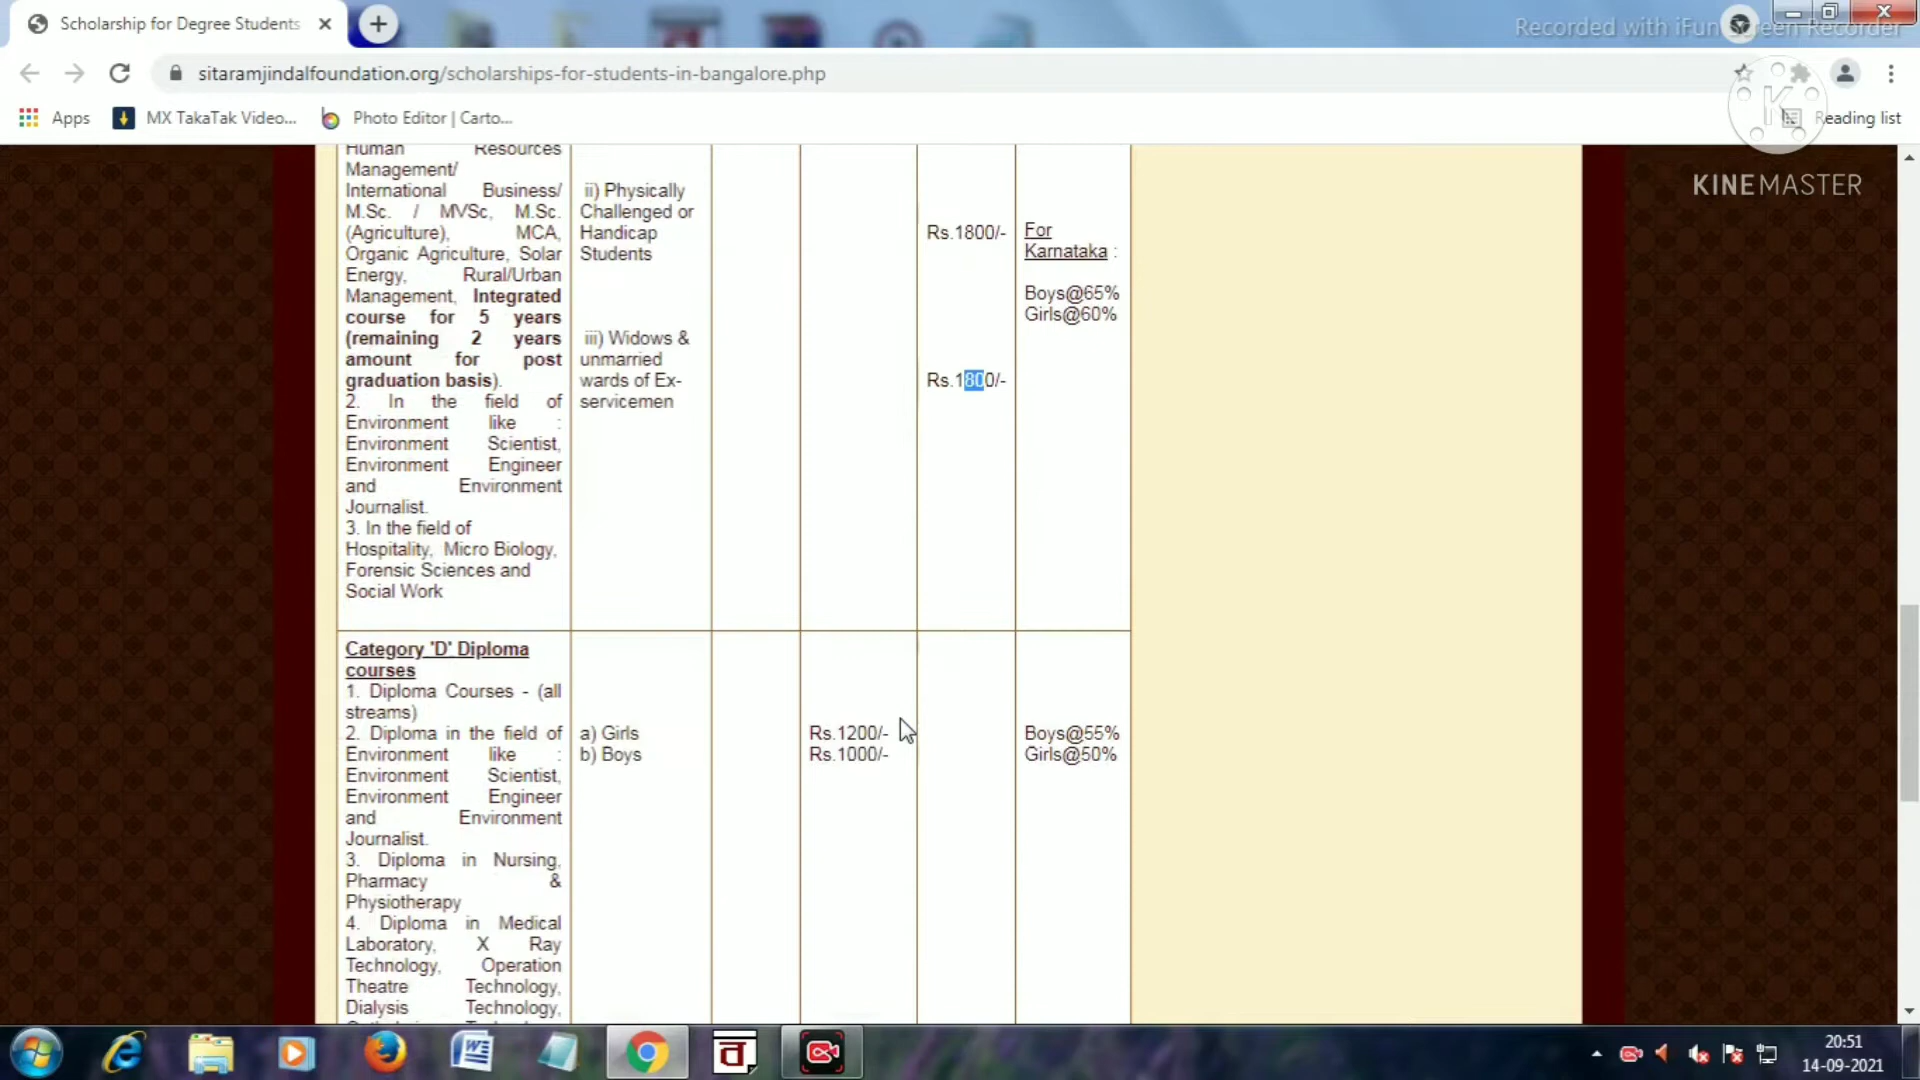 Scholarship for Degree Students
Recorded with iFun Screen Recorder
sitaramjindalfoundation.org/scholarships-for-students-in-bangalore.php
Apps
MX TakaTak Video...
Photo Editor | Carto...
Reading list
K
KINEMASTER
Human Resources
Management/
International Business/
M.Sc. / MVSc, M.Sc.
(Agriculture), MCA,
Organic Agriculture, Solar
Energy, Rural/Urban
Management, Integrated
course for 5 years
(remaining 2 years
amount for post
graduation basis).
2. In the field of
Environment like :
Environment Scientist,
Environment Engineer
and Environment
Journalist.
3. In the field of
Hospitality, Micro Biology,
Forensic Sciences and
Social Work
ii) Physically
Challenged or
Handicap
Students
iii) Widows &
unmarried
wards of Ex-
servicemen
Rs.1800/-
Rs.1800/-
For
Karnataka :
Boys@65%
Girls@60%
Category 'D' Diploma
courses
1. Diploma Courses - (all
streams)
2. Diploma in the field of
Environment like :
Environment Scientist,
Environment Engineer
and Environment
Journalist.
3. Diploma in Nursing,
Pharmacy &
Physiotherapy
4. Diploma in Medical
Laboratory, X Ray
Technology, Operation
Theatre Technology,
Dialysis Technology,
a) Girls
b) Boys
Rs.1200/-
Rs.1000/-
Boys@55%
Girls@50%
20:51
14-09-2021